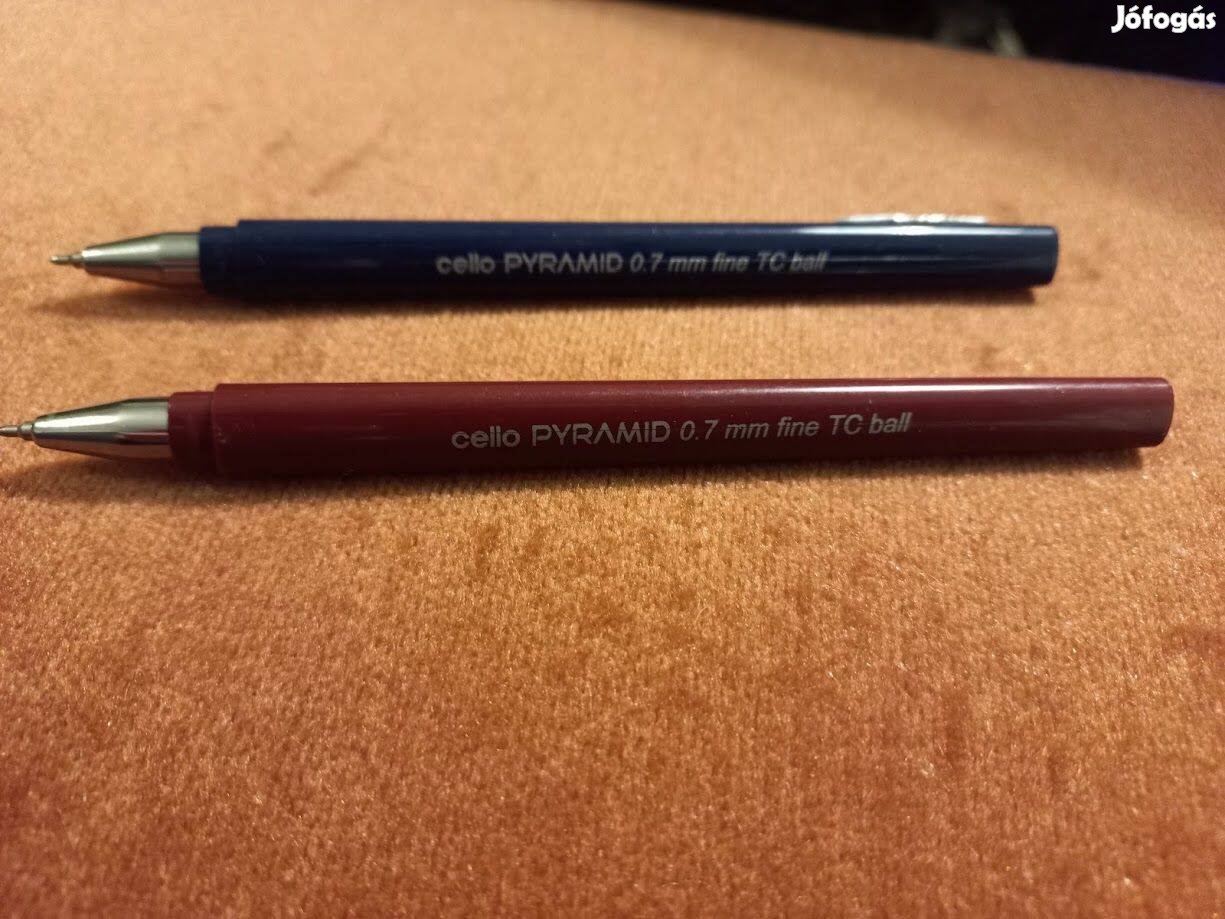 Jófogás
cello PYRAMID 0.7 mm fine TC ball
cello PYRAMID 0.7 mm fine TC ball